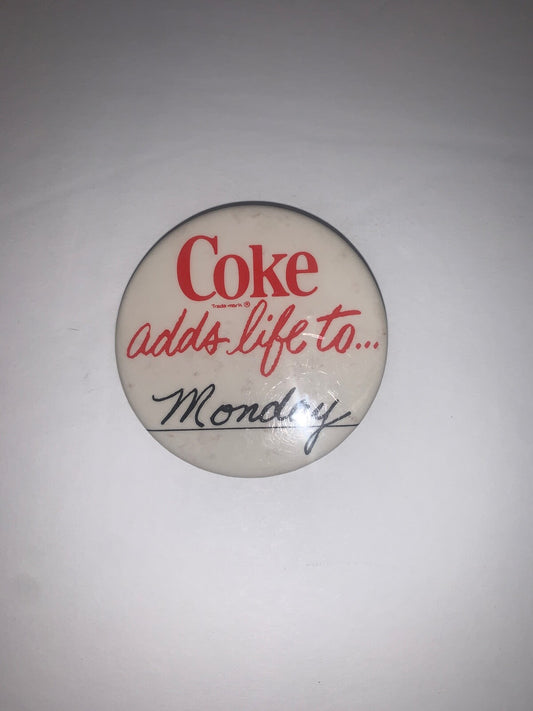 Coke
Trade-mark ®
adds life to...
Monday